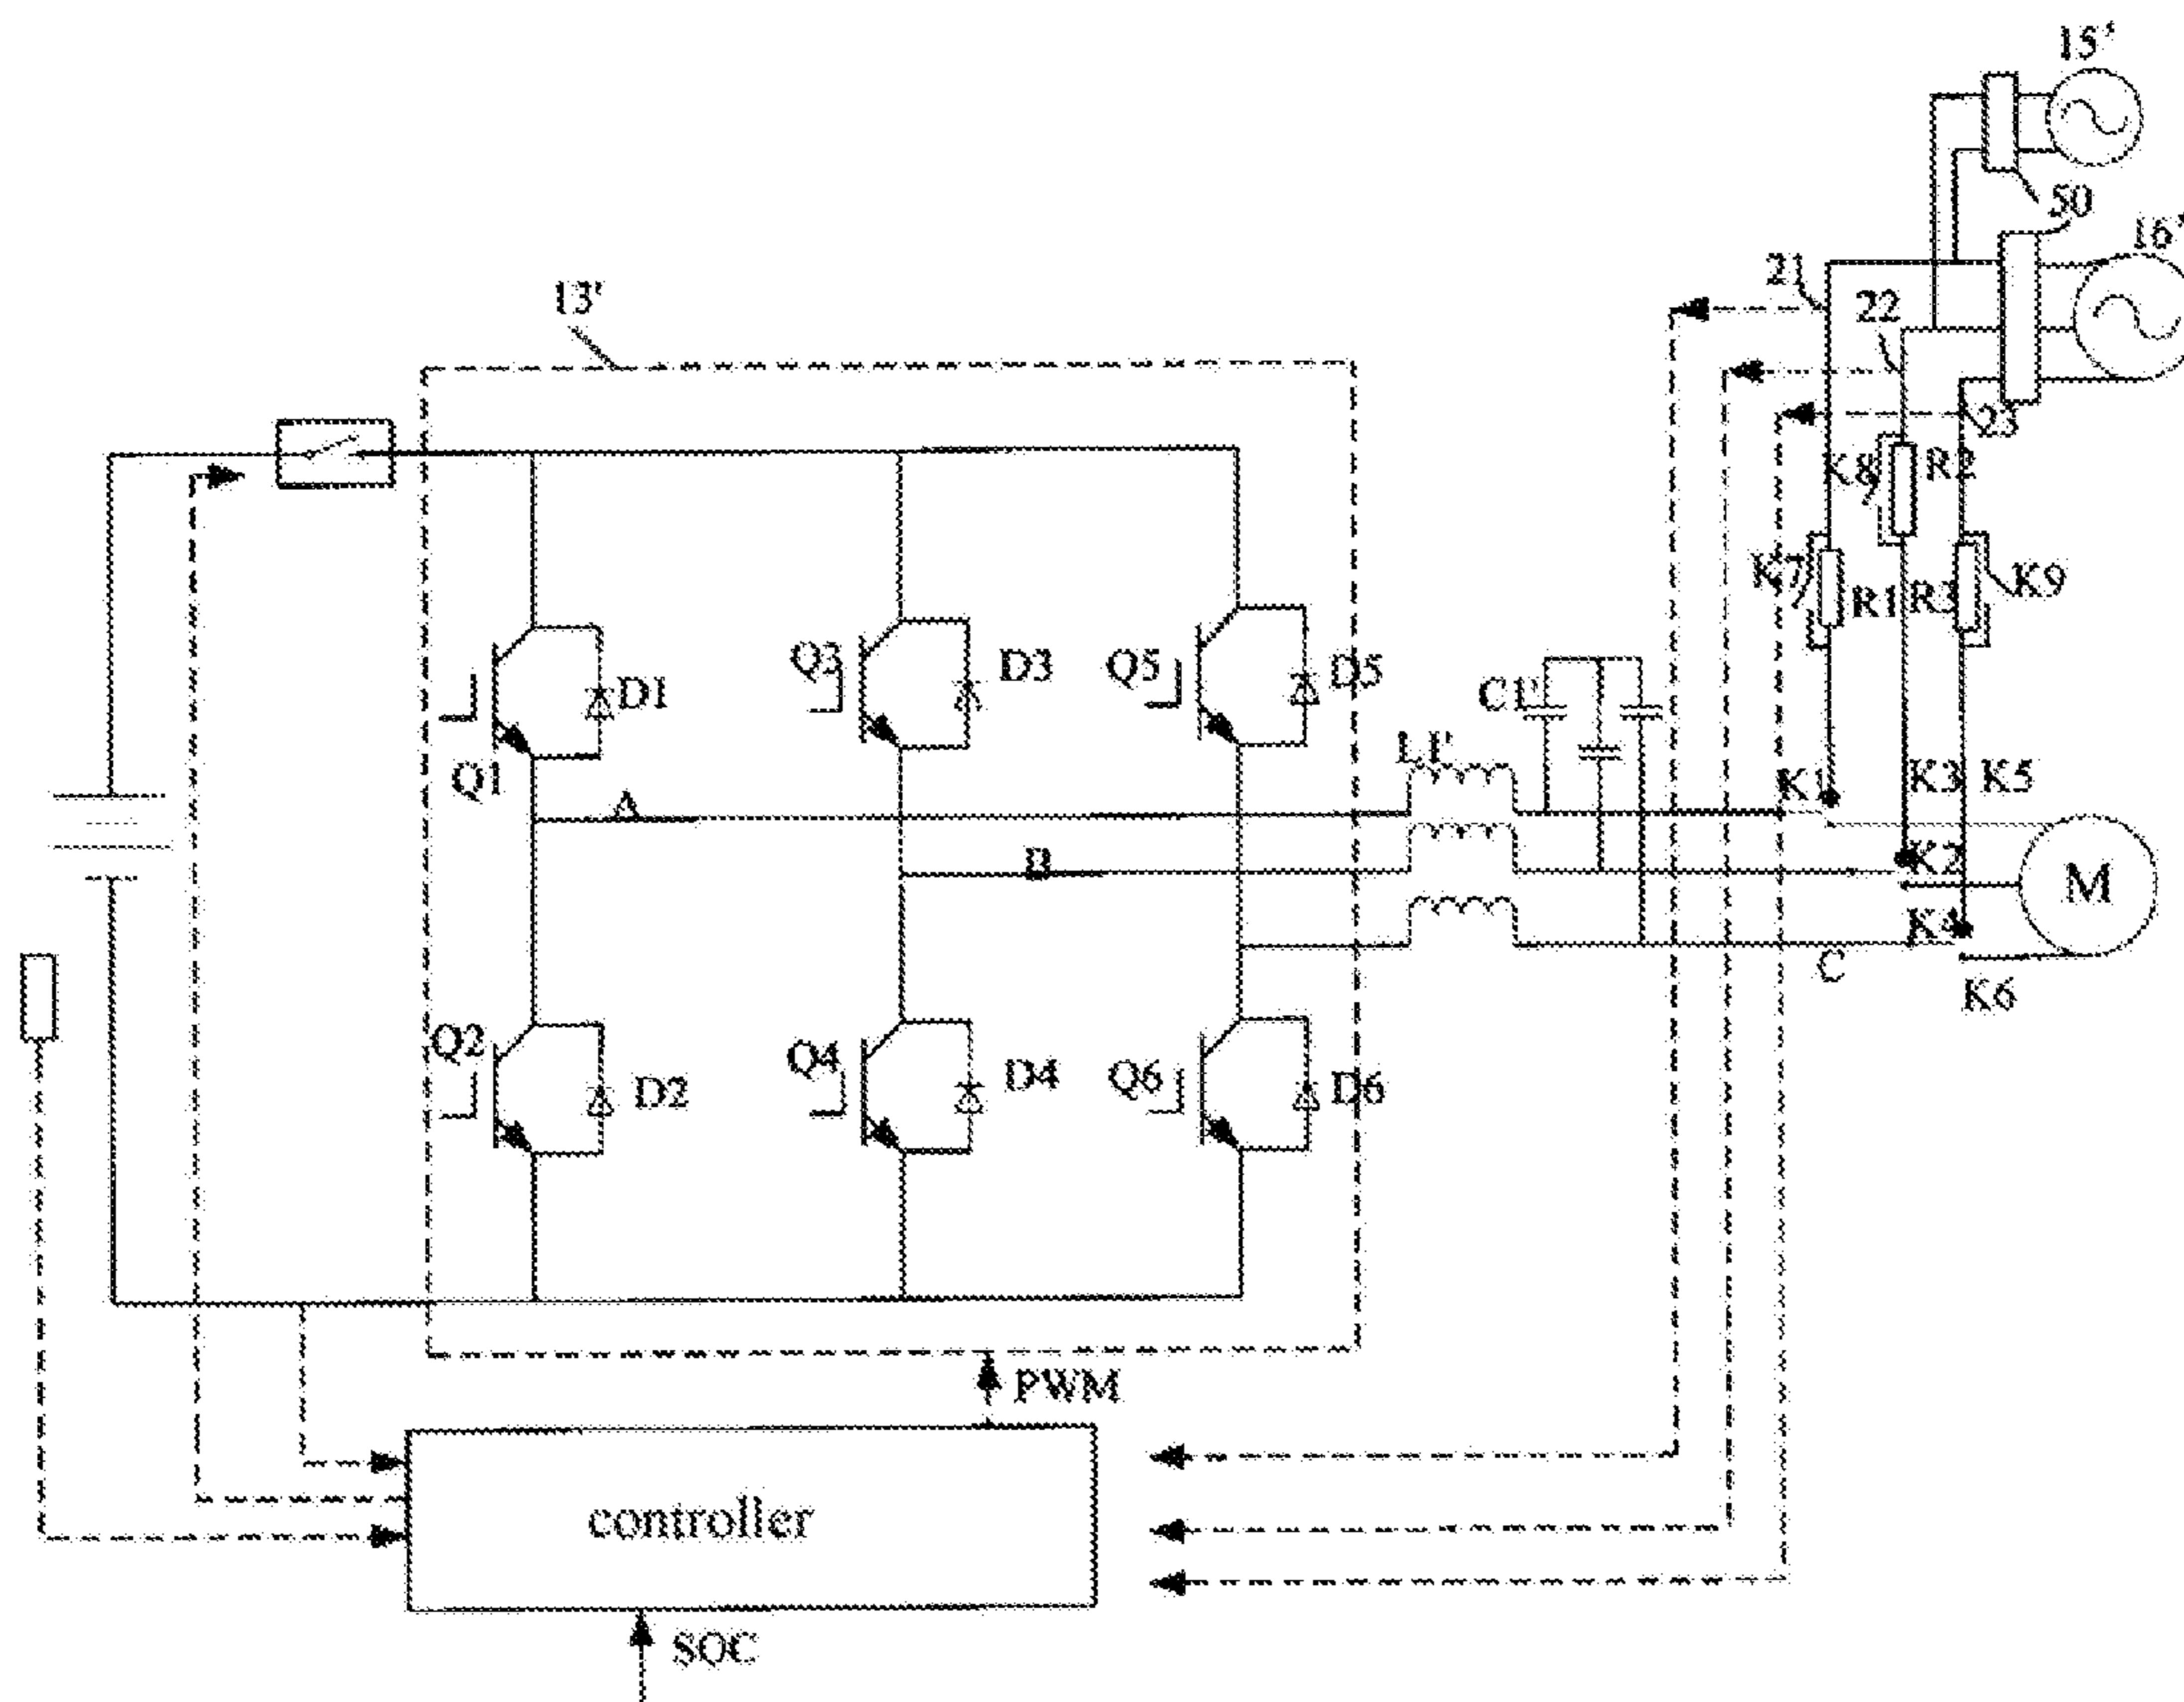 15'
50
16'
21
22
13'
23
K8
R2
K7
R1
R3
K9
Q3
D3
Q5
D5
D1
C1'
L1'
Q1
K1
K3
K5
A
B
K2
M
K4
C
K6
Q2
D2
Q4
D4
Q6
D6
PWM
controller
SOC